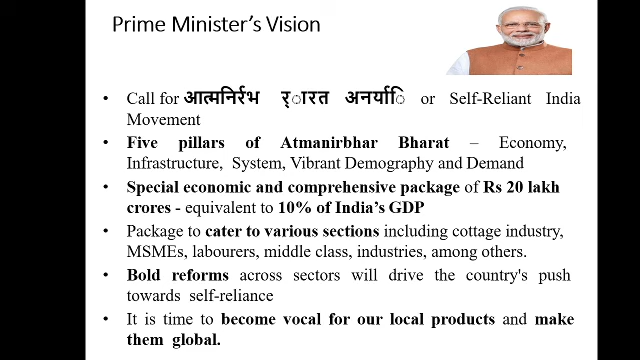 Prime Minister's Vision
• Call for आत्मनिर्रभ र्ारत अनर्याि or Self-Reliant India
Movement
• Five pillars of Atmanirbhar Bharat – Economy,
Infrastructure, System, Vibrant Demography and Demand
• Special economic and comprehensive package of Rs 20 lakh
crores - equivalent to 10% of India's GDP
• Package to cater to various sections including cottage industry,
MSMEs, labourers, middle class, industries, among others.
• Bold reforms across sectors will drive the country's push
towards self-reliance
• It is time to become vocal for our local products and make
them global.